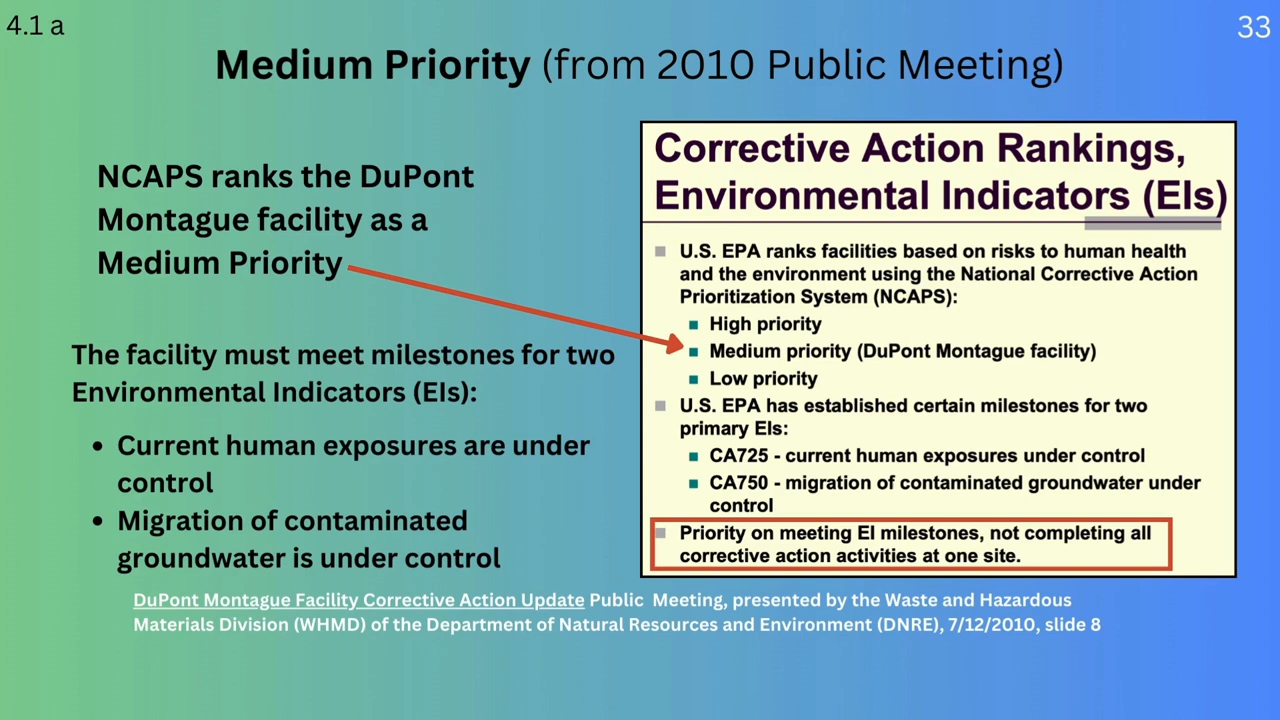 4.1 a
33
Medium Priority (from 2010 Public Meeting)
NCAPS ranks the DuPont
Montague facility as a
Medium Priority
The facility must meet milestones for two
Environmental Indicators (EIs):
• Current human exposures are under
control
• Migration of contaminated
groundwater is under control
Corrective Action Rankings,
Environmental Indicators (EIs)
U.S. EPA ranks facilities based on risks to human health
and the environment using the National Corrective Action
Prioritization System (NCAPS):
High priority
Medium priority (DuPont Montague facility)
Low priority
U.S. EPA has established certain milestones for two
primary EIs:
CA725 - current human exposures under control
CA750 - migration of contaminated groundwater under
control
Priority on meeting EI milestones, not completing all
corrective action activities at one site.
DuPont Montague Facility Corrective Action Update Public Meeting, presented by the Waste and Hazardous
Materials Division (WHMD) of the Department of Natural Resources and Environment (DNRE), 7/12/2010, slide 8